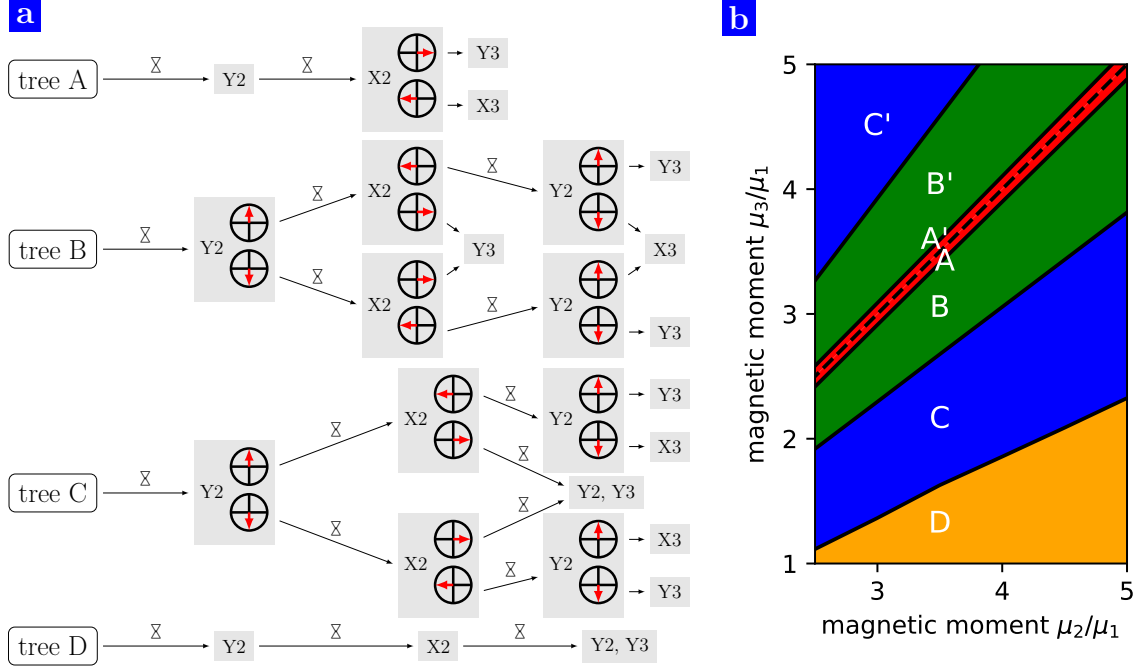 a
tree A
Y2
X2
Y3
X3
tree B
Y2
X2
Y2
Y3
Y3
X3
X2
Y2
Y3
tree C
Y2
X2
Y2
Y3
X3
Y2, Y3
X2
Y2
X3
Y3
tree D
Y2
X2
Y2, Y3
b
magnetic moment μ₃/μ₁
5
4
3
2
1
C'
B'
A'
A
B
C
D
3
4
5
magnetic moment μ₂/μ₁